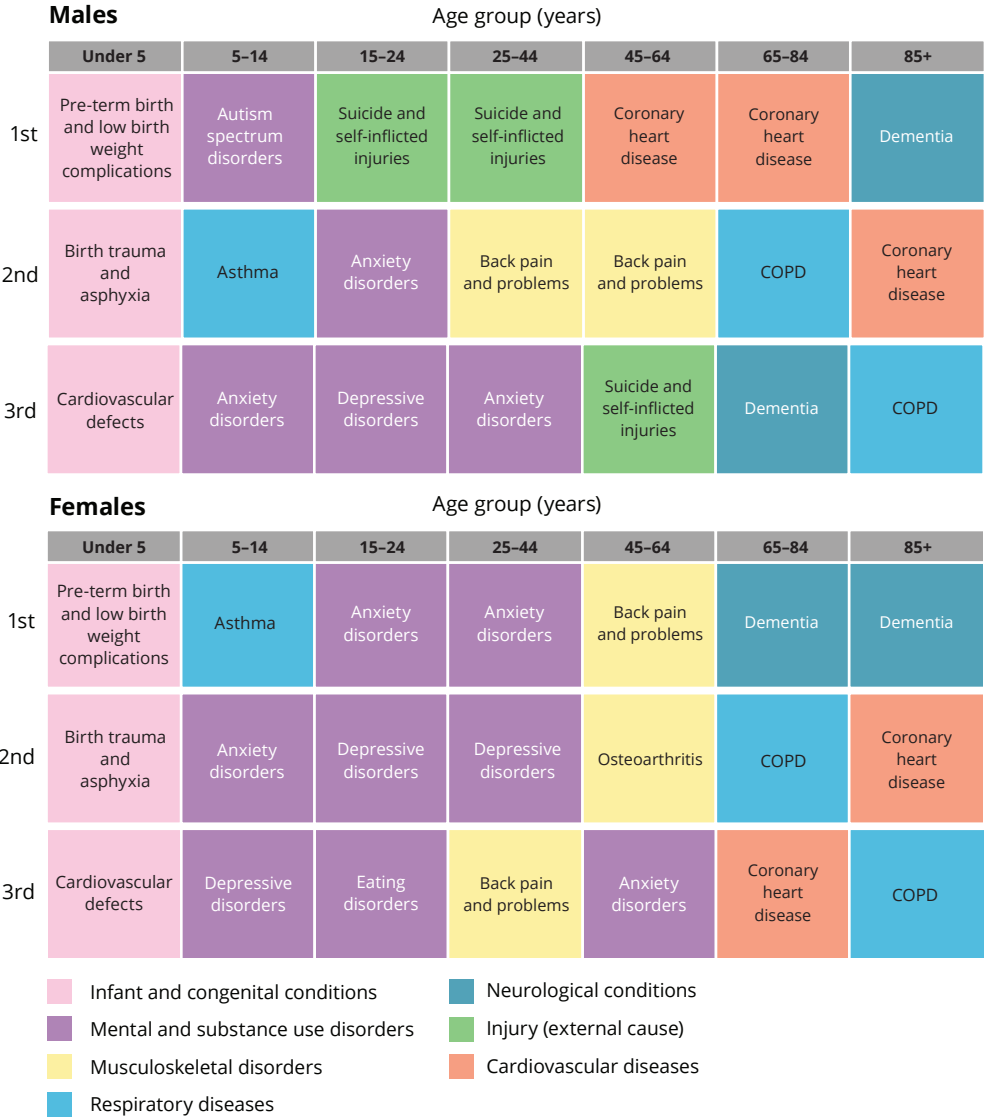 Males
Age group (years)
Under 5 5–14 15–24 25–44 45–64 65–84 85+
1st
Pre-term birth
and low birth
weight
complications
Autism
spectrum
disorders
Suicide and
self-inflicted
injuries
Suicide and
self-inflicted
injuries
Coronary
heart
disease
Coronary
heart
disease
Dementia
2nd
Birth trauma
and
asphyxia
Asthma
Anxiety
disorders
Back pain
and problems
Back pain
and problems
COPD
Coronary
heart
disease
3rd
Cardiovascular
defects
Anxiety
disorders
Depressive
disorders
Anxiety
disorders
Suicide and
self-inflicted
injuries
Dementia
COPD
Females
Age group (years)
Under 5 5–14 15–24 25–44 45–64 65–84 85+
1st
Pre-term birth
and low birth
weight
complications
Asthma
Anxiety
disorders
Anxiety
disorders
Back pain
and problems
Dementia
Dementia
2nd
Birth trauma
and
asphyxia
Anxiety
disorders
Depressive
disorders
Depressive
disorders
Osteoarthritis
COPD
Coronary
heart
disease
3rd
Cardiovascular
defects
Depressive
disorders
Eating
disorders
Back pain
and problems
Anxiety
disorders
Coronary
heart
disease
COPD
Infant and congenital conditions
Mental and substance use disorders
Musculoskeletal disorders
Respiratory diseases
Neurological conditions
Injury (external cause)
Cardiovascular diseases